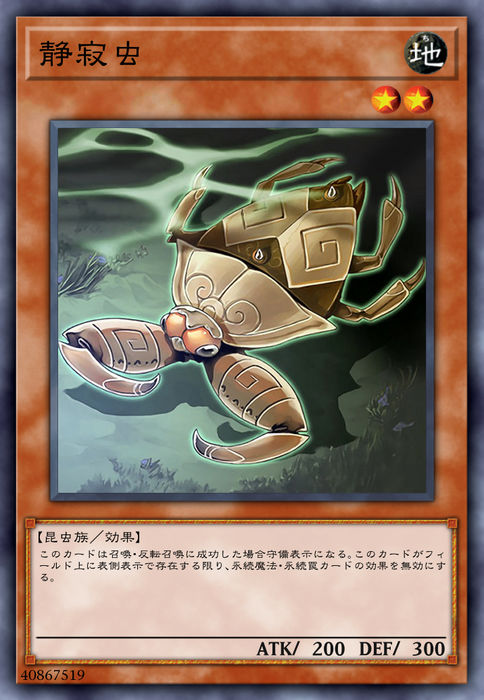 静寂虫
ち
地
【昆虫族／効果】
このカードは召喚・反転召喚に成功した場合守備表示になる。このカードがフィ
ールド上に表側表示で存在する限り、永続魔法・永続罠カードの効果を無効にす
る。
ATK/ 200 DEF/ 300
40867519